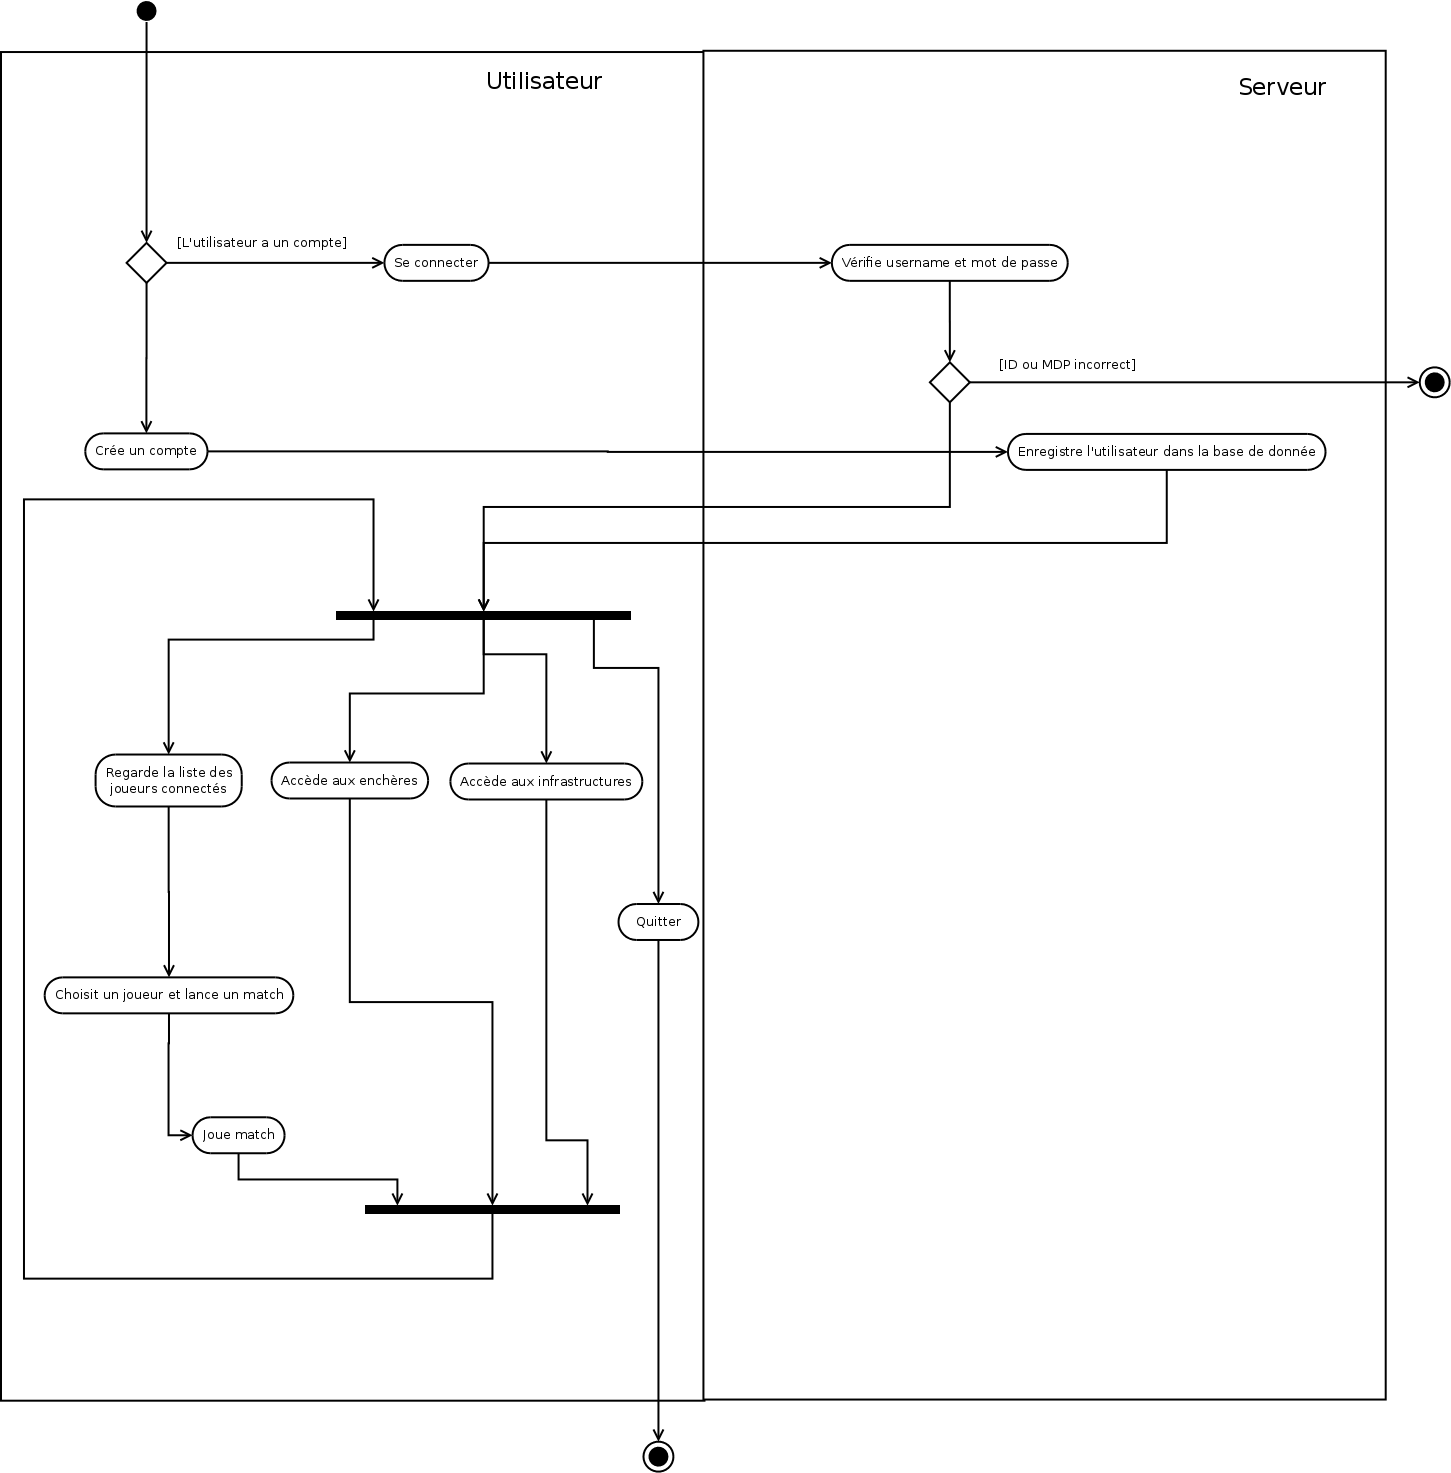 Utilisateur
Serveur
[L'utilisateur a un compte]
Se connecter
Vérifie username et mot de passe
[ID ou MDP incorrect]
Crée un compte
Enregistre l'utilisateur dans la base de donnée
Regarde la liste des
joueurs connectés
Accède aux enchères
Accède aux infrastructures
Quitter
Choisit un joueur et lance un match
Joue match